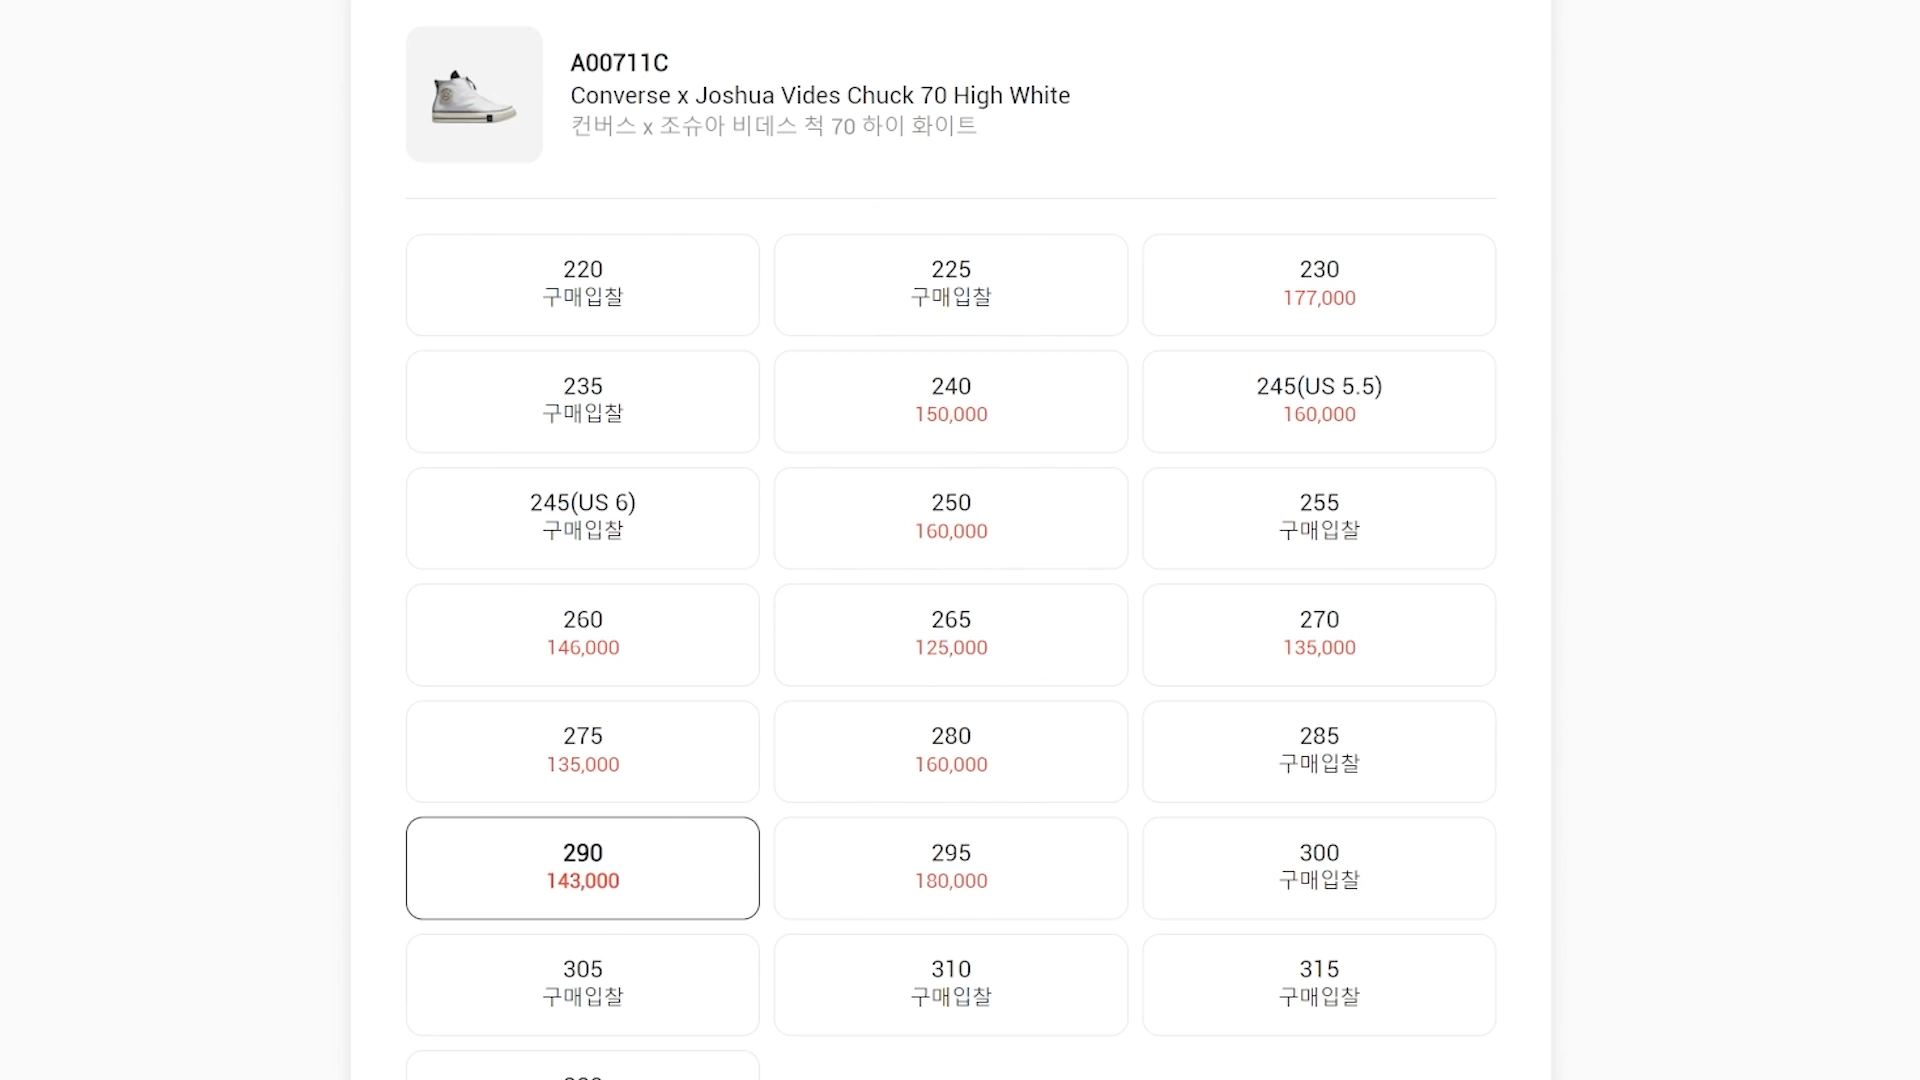 A00711C
Converse x Joshua Vides Chuck 70 High White
컨버스 x 조슈아 비데스 척 70 하이 화이트
220
구매입찰
225
구매입찰
230
177,000
235
구매입찰
240
150,000
245(US 5.5)
160,000
245(US 6)
구매입찰
250
160,000
255
구매입찰
260
146,000
265
125,000
270
135,000
275
135,000
280
160,000
285
구매입찰
290
143,000
295
180,000
300
구매입찰
305
구매입찰
310
구매입찰
315
구매입찰